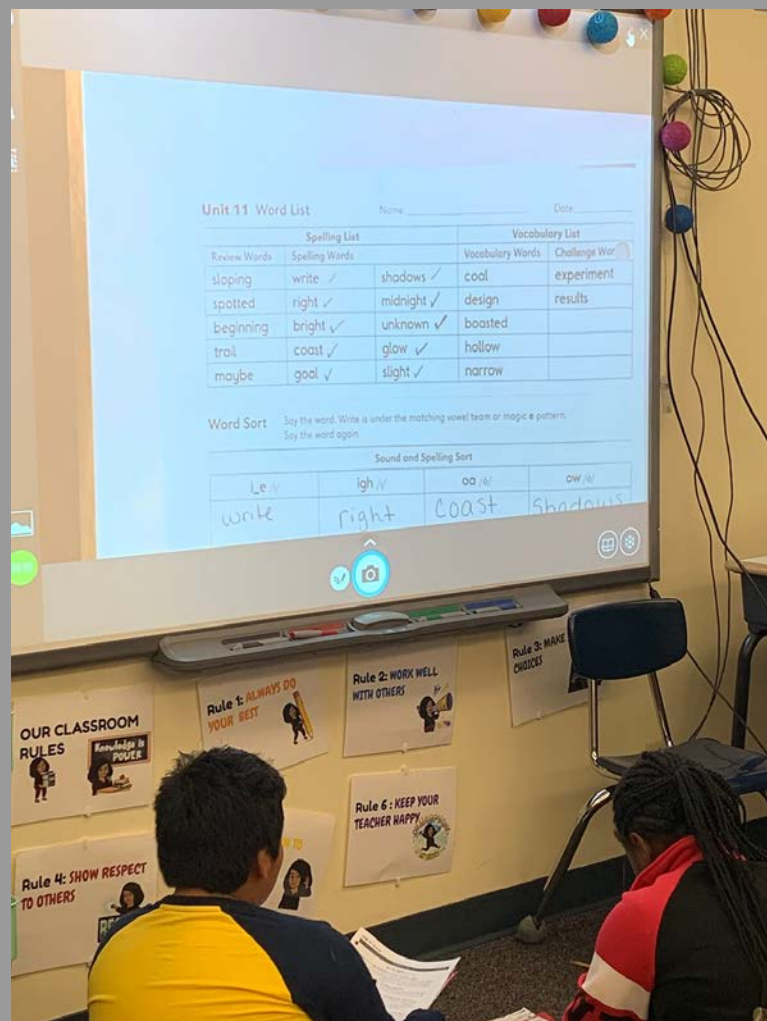 Unit 11 Word List Name Date
Spelling List Vocabulary List
Review Words Spelling Words Vocabulary Words Challenge Wor
sloping write ✓ shadows ✓ coal experiment
spotted right ✓ midnight ✓ design results
beginning bright ✓ unknown ✓ boasted
trail coast ✓ glow ✓ hollow
maybe goal ✓ slight ✓ narrow
Word Sort Say the word. Write is under the matching vowel team or magic e pattern.
Say the word again.
Sound and Spelling Sort
i_e /ī/ igh /ī/ oa /ō/ ow /ō/
write right coast shadows
OUR CLASSROOM
RULES
Knowledge is
POWER
Rule 1: ALWAYS DO
YOUR BEST
Rule 2: WORK WELL
WITH OTHERS
Rule 3: MAKE
CHOICES
Rule 4: SHOW RESPECT
TO OTHERS
RE
TO
Rule 6: KEEP YOUR
TEACHER HAPPY